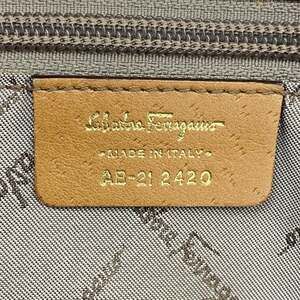 Salvatore Ferragamo
MADE IN ITALY
AB-21 2420